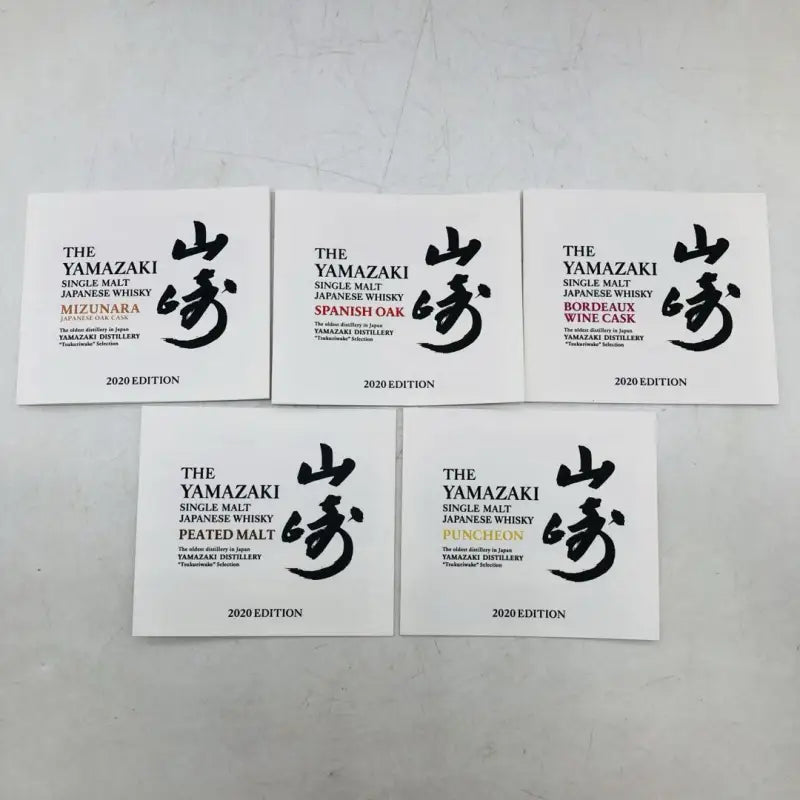 THE
YAMAZAKI
SINGLE MALT
JAPANESE WHISKY
MIZUNARA
JAPANESE OAK CASK
The oldest distillery in Japan
YAMAZAKI DISTILLERY
"Tsukuriwake" Selection
山崎
2020 EDITION
THE
YAMAZAKI
SINGLE MALT
JAPANESE WHISKY
SPANISH OAK
The oldest distillery in Japan
YAMAZAKI DISTILLERY
"Tsukuriwake" Selection
山崎
2020 EDITION
THE
YAMAZAKI
SINGLE MALT
JAPANESE WHISKY
BORDEAUX
WINE CASK
The oldest distillery in Japan
YAMAZAKI DISTILLERY
"Tsukuriwake" Selection
山崎
2020 EDITION
THE
YAMAZAKI
SINGLE MALT
JAPANESE WHISKY
PEATED MALT
The oldest distillery in Japan
YAMAZAKI DISTILLERY
"Tsukuriwake" Selection
山崎
2020 EDITION
THE
YAMAZAKI
SINGLE MALT
JAPANESE WHISKY
PUNCHEON
The oldest distillery in Japan
YAMAZAKI DISTILLERY
"Tsukuriwake" Selection
山崎
2020 EDITION